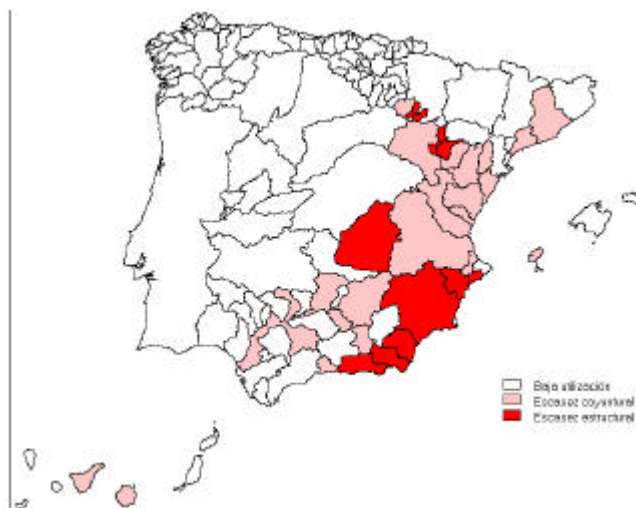 Baja utilización
Escasez coyuntural
Escasez estructural